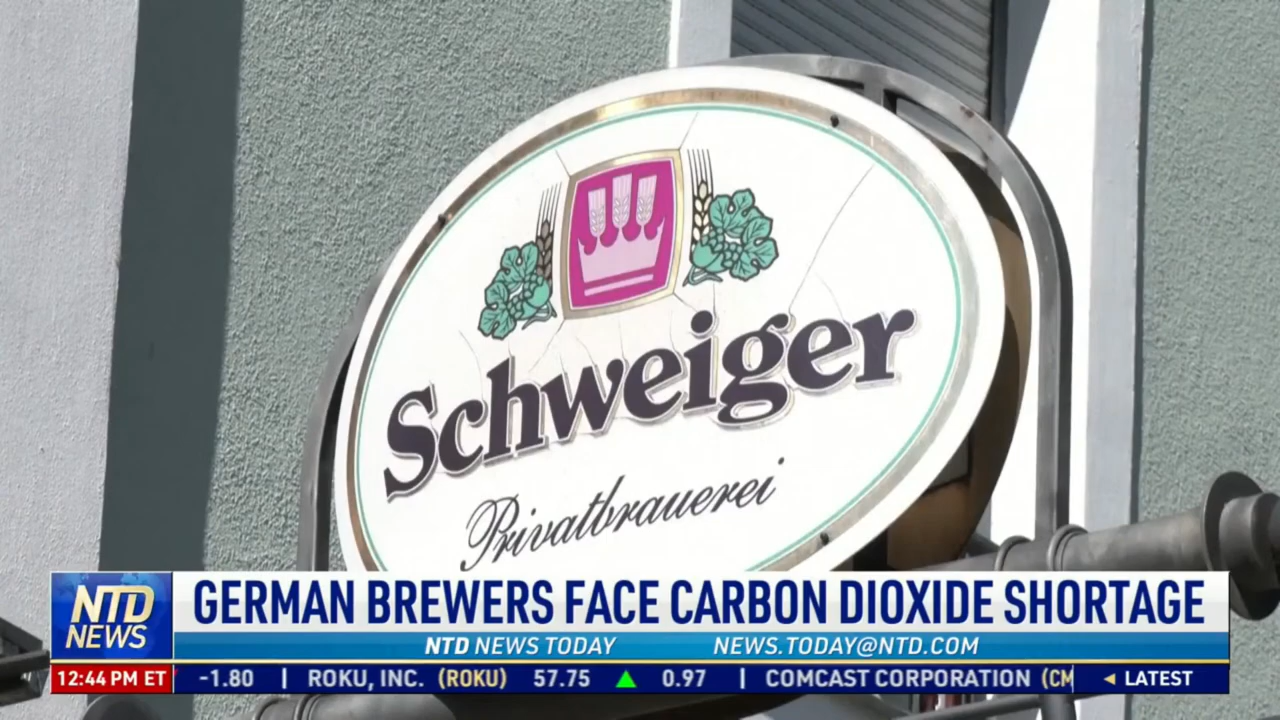 Schweiger
Privatbrauerei
NTD NEWS
GERMAN BREWERS FACE CARBON DIOXIDE SHORTAGE
NTD NEWS TODAY NEWS.TODAY@NTD.COM
12:44 PM ET -1.80 | ROKU, INC. (ROKU) 57.75 ▲ 0.97 | COMCAST CORPORATION (CM ◄ LATEST